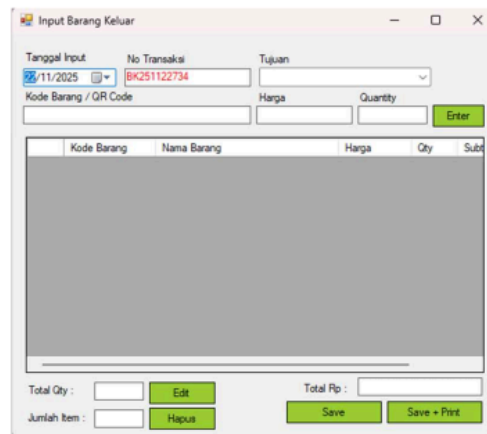 Input Barang Keluar
Tanggal Input No Transaksi Tujuan
/11/2025 BK251122734
Kode Barang / QR Code Harga Quantity
Enter
Kode Barang Nama Barang Harga Qty Subt
Total Qty : Edit Total Rp :
Jumlah Item : Hapus Save Save + Print